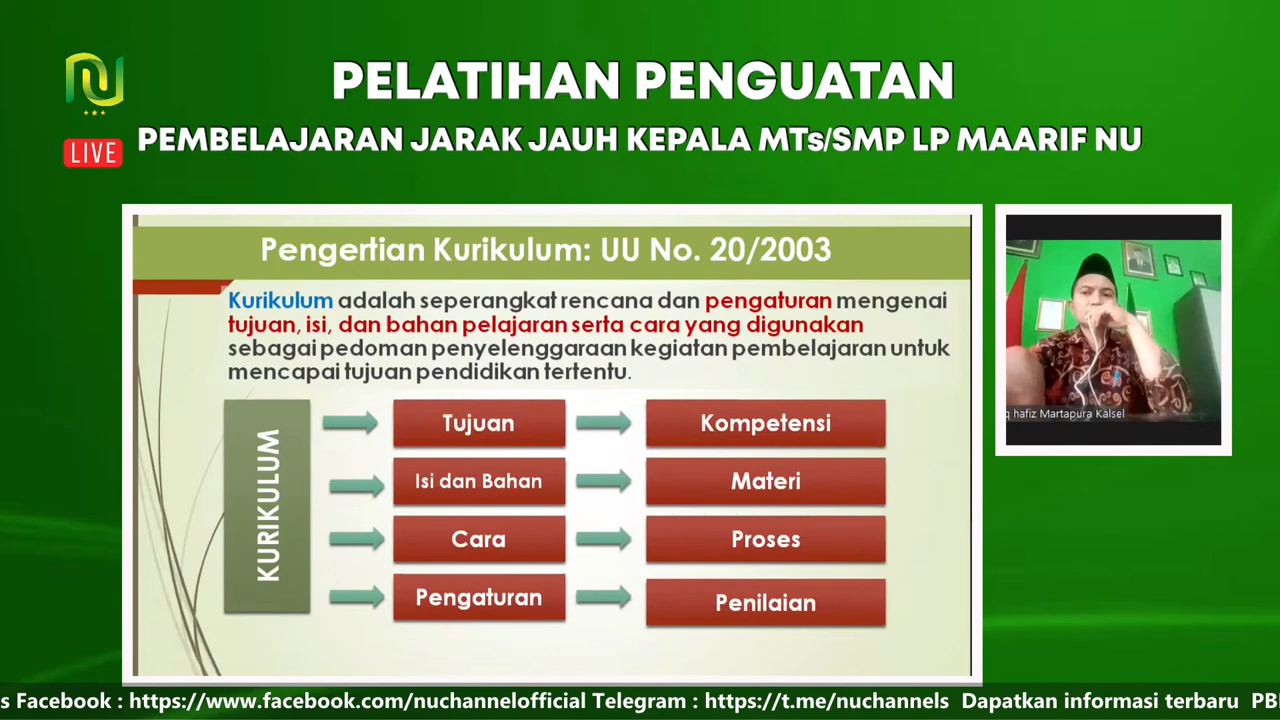 PELATIHAN PENGUATAN
PEMBELAJARAN JARAK JAUH KEPALA MTs/SMP LP MAARIF NU
LIVE
Pengertian Kurikulum: UU No. 20/2003
Kurikulum adalah seperangkat rencana dan pengaturan mengenai
tujuan, isi, dan bahan pelajaran serta cara yang digunakan
sebagai pedoman penyelenggaraan kegiatan pembelajaran untuk
mencapai tujuan pendidikan tertentu.
KURIKULUM
Tujuan
Kompetensi
Isi dan Bahan
Materi
Cara
Proses
Pengaturan
Penilaian
q hafiz Martapura Kalsel
s Facebook : https://www.facebook.com/nuchannelofficial Telegram : https://t.me/nuchannels Dapatkan informasi terbaru PB